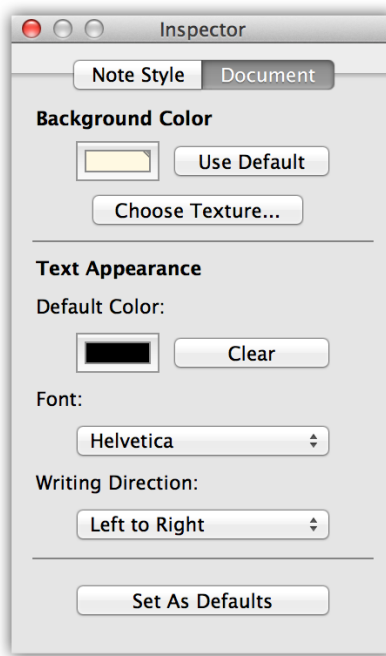 Inspector
Note Style Document
Background Color
Use Default
Choose Texture...
Text Appearance
Default Color:
Clear
Font:
Helvetica
Writing Direction:
Left to Right
Set As Defaults